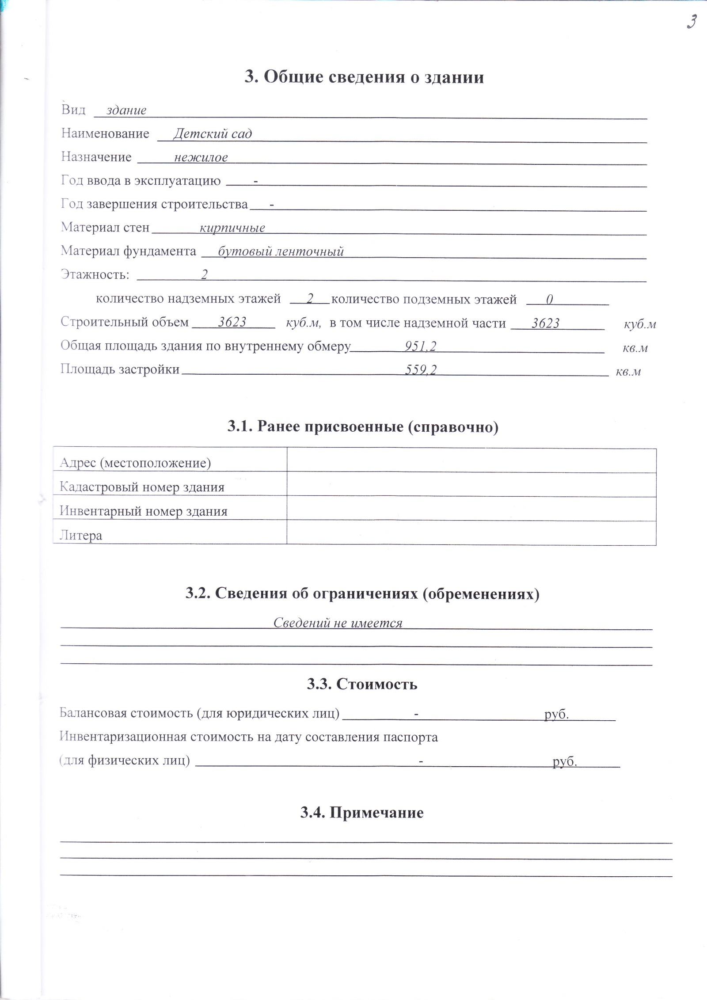 3
3. Общие сведения о здании
Вид здание
Наименование Детский сад
Назначение нежилое
Год ввода в эксплуатацию -
Год завершения строительства -
Материал стен кирпичные
Материал фундамента бутовый ленточный
Этажность: 2
количество надземных этажей 2 количество подземных этажей 0
Строительный объем 3623 куб.м, в том числе надземной части 3623 куб.м
Общая площадь здания по внутреннему обмеру 951,2 кв.м
Площадь застройки 559,2 кв.м
3.1. Ранее присвоенные (справочно)
Адрес (местоположение)
Кадастровый номер здания
Инвентарный номер здания
Литера
3.2. Сведения об ограничениях (обременениях)
Сведений не имеется
3.3. Стоимость
Балансовая стоимость (для юридических лиц) - руб.
Инвентаризационная стоимость на дату составления паспорта
(для физических лиц) - руб.
3.4. Примечание